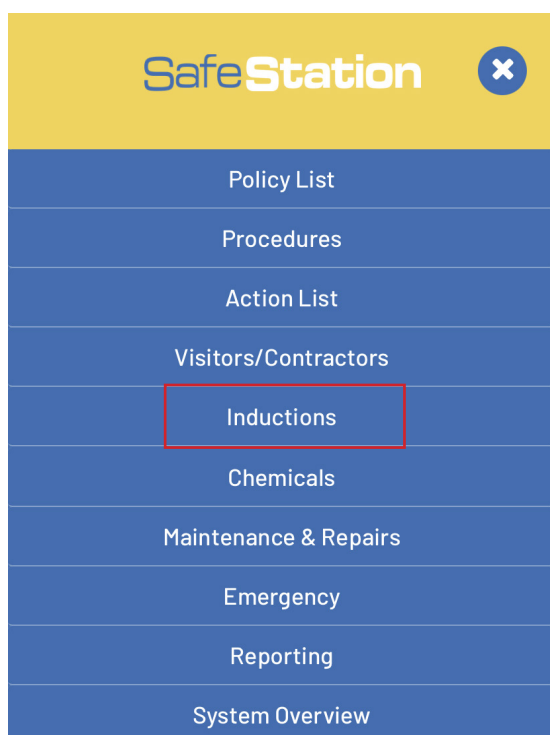 SafeStation
Policy List
Procedures
Action List
Visitors/Contractors
Inductions
Chemicals
Maintenance & Repairs
Emergency
Reporting
System Overview